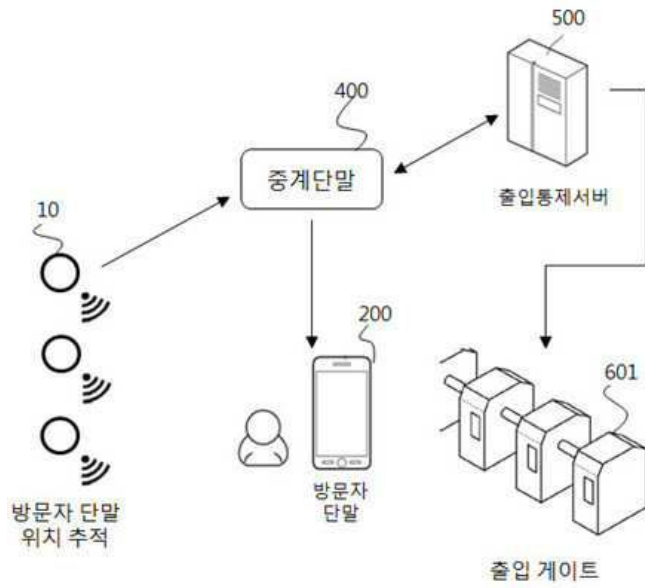 500
400
중계단말
출입통제서버
10
200
601
방문자
단말
방문자 단말
위치 추적
출입 게이트